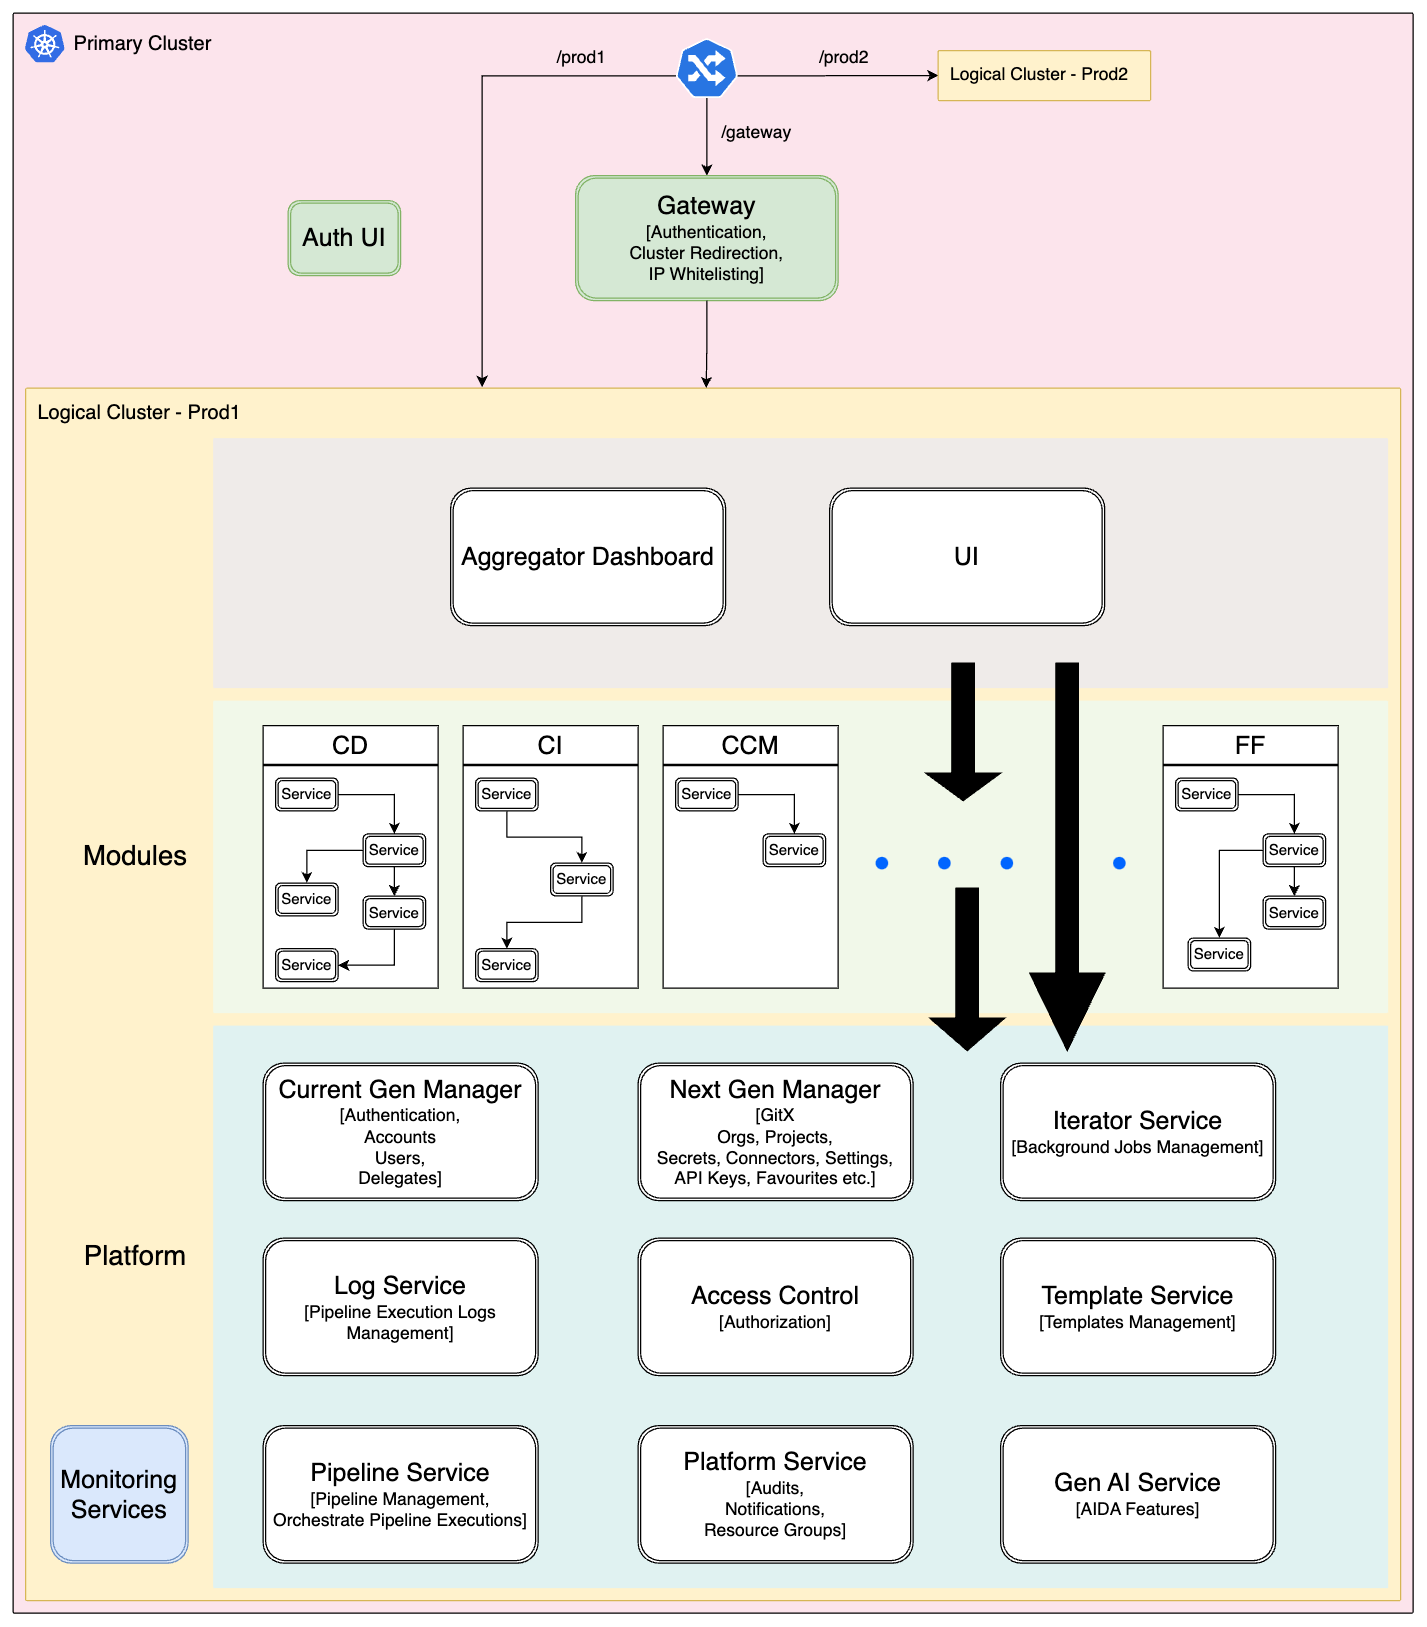 Primary Cluster
/prod1
/prod2
Logical Cluster - Prod2
/gateway
Auth UI
Gateway
[Authentication,
Cluster Redirection,
IP Whitelisting]
Logical Cluster - Prod1
Aggregator Dashboard
UI
Modules
CD
Service
Service
Service
Service
Service
CI
Service
Service
Service
CCM
Service
Service
FF
Service
Service
Service
Service
Platform
Current Gen Manager
[Authentication,
Accounts
Users,
Delegates]
Next Gen Manager
[GitX
Orgs, Projects,
Secrets, Connectors, Settings,
API Keys, Favourites etc.]
Iterator Service
[Background Jobs Management]
Log Service
[Pipeline Execution Logs
Management]
Access Control
[Authorization]
Template Service
[Templates Management]
Monitoring
Services
Pipeline Service
[Pipeline Management,
Orchestrate Pipeline Executions]
Platform Service
[Audits,
Notifications,
Resource Groups]
Gen AI Service
[AIDA Features]